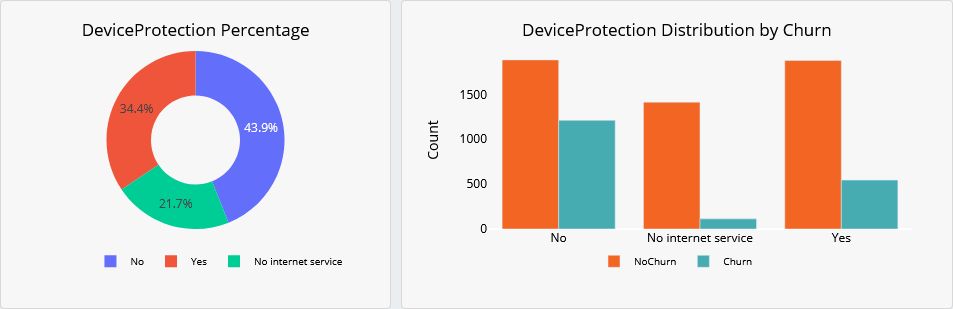 DeviceProtection Percentage
34.4%
43.9%
21.7%
No
Yes
No internet service
DeviceProtection Distribution by Churn
Count
1500
1000
500
0
No
No internet service
Yes
NoChurn
Churn